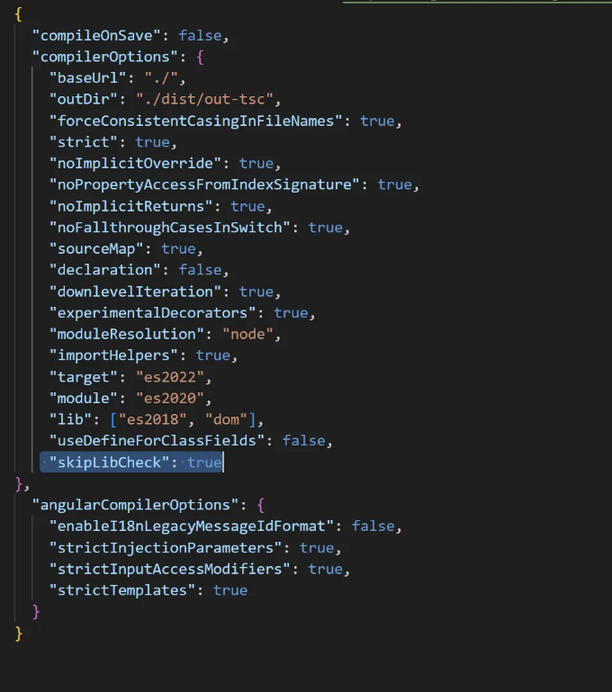 {
"compileOnSave": false,
"compilerOptions": {
"baseUrl": "./",
"outDir": "./dist/out-tsc",
"forceConsistentCasingInFileNames": true,
"strict": true,
"noImplicitOverride": true,
"noPropertyAccessFromIndexSignature": true,
"noImplicitReturns": true,
"noFallthroughCasesInSwitch": true,
"sourceMap": true,
"declaration": false,
"downlevelIteration": true,
"experimentalDecorators": true,
"moduleResolution": "node",
"importHelpers": true,
"target": "es2022",
"module": "es2020",
"lib": ["es2018", "dom"],
"useDefineForClassFields": false,
"skipLibCheck": true
},
"angularCompilerOptions": {
"enableI18nLegacyMessageIdFormat": false,
"strictInjectionParameters": true,
"strictInputAccessModifiers": true,
"strictTemplates": true
}
}